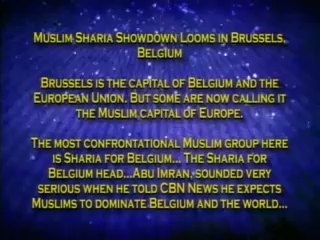 Muslim Sharia Showdown Looms in Brussels,
Belgium
Brussels is the capital of Belgium and the
European Union. But some are now calling it
the Muslim capital of Europe.
The most confrontational Muslim group here
is Sharia for Belgium... The Sharia for
Belgium head...Abu Imran, sounded very
serious when he told CBN News he expects
Muslims to dominate Belgium and the world...